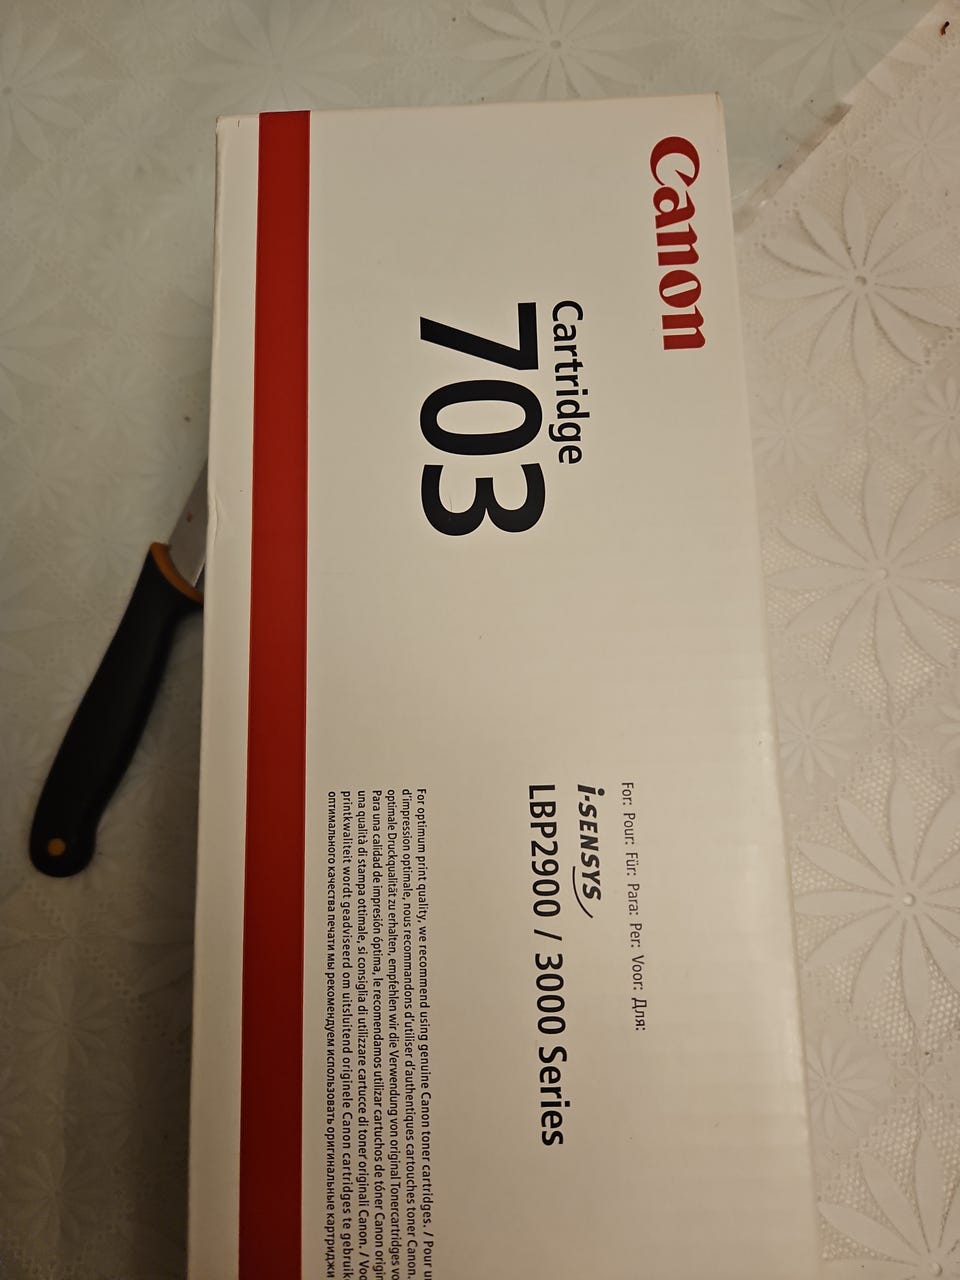 Canon
Cartridge
703
For: Pour: Für: Para: Per: Voor: Для:
i-SENSYS
LBP2900 / 3000 Series
For optimum print quality, we recommend using genuine Canon toner cartridges. / Pour
d'impression optimale, nous recommandons d'utiliser d'authentiques cartouches toner Canon.
optimale Druckqualität zu erhalten, empfehlen wir die Verwendung von original Tonercartridges
Para una calidad de impresión óptima, le recomendamos utilizar cartuchos de tóner Canon
una qualità di stampa ottimale, si consiglia di utilizzare cartucce di toner originali Canon. /
printkwaliteit wordt geadviseerd om uitsluitend originele Canon cartridges te
оптимального качества печати мы рекомендуем использовать оригинальные картриджи